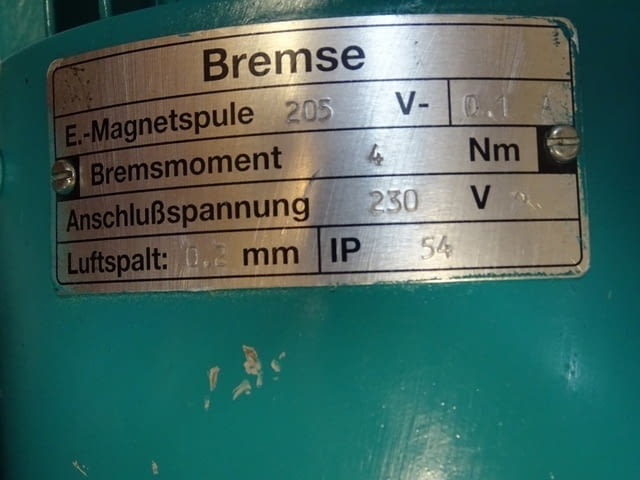 Bremse
E.-Magnetspule 205 V- 0.1 A
Bremsmoment 4 Nm
Anschlußspannung 230 V ~
Luftspalt: 0.2 mm IP 54